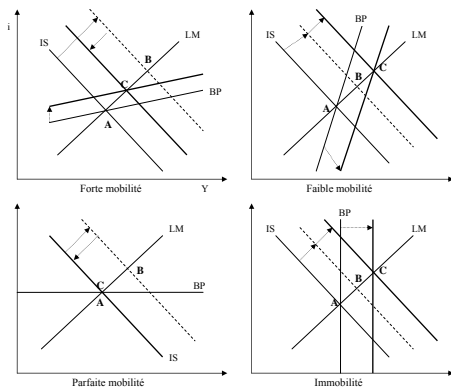 i
IS
LM
B
C
BP
A
Forte mobilité
Y
BP
LM
IS
C
B
A
Faible mobilité
LM
B
C
BP
A
IS
Parfaite mobilité
BP
LM
IS
C
B
A
Immobilité